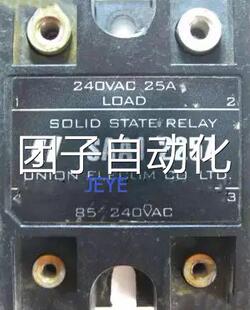 240VAC 25A
1 LOAD 2
SOLID STATE RELAY
团子自动化
UNION ELECOM CO LTD.
JEYE
4 3
85/240VAC